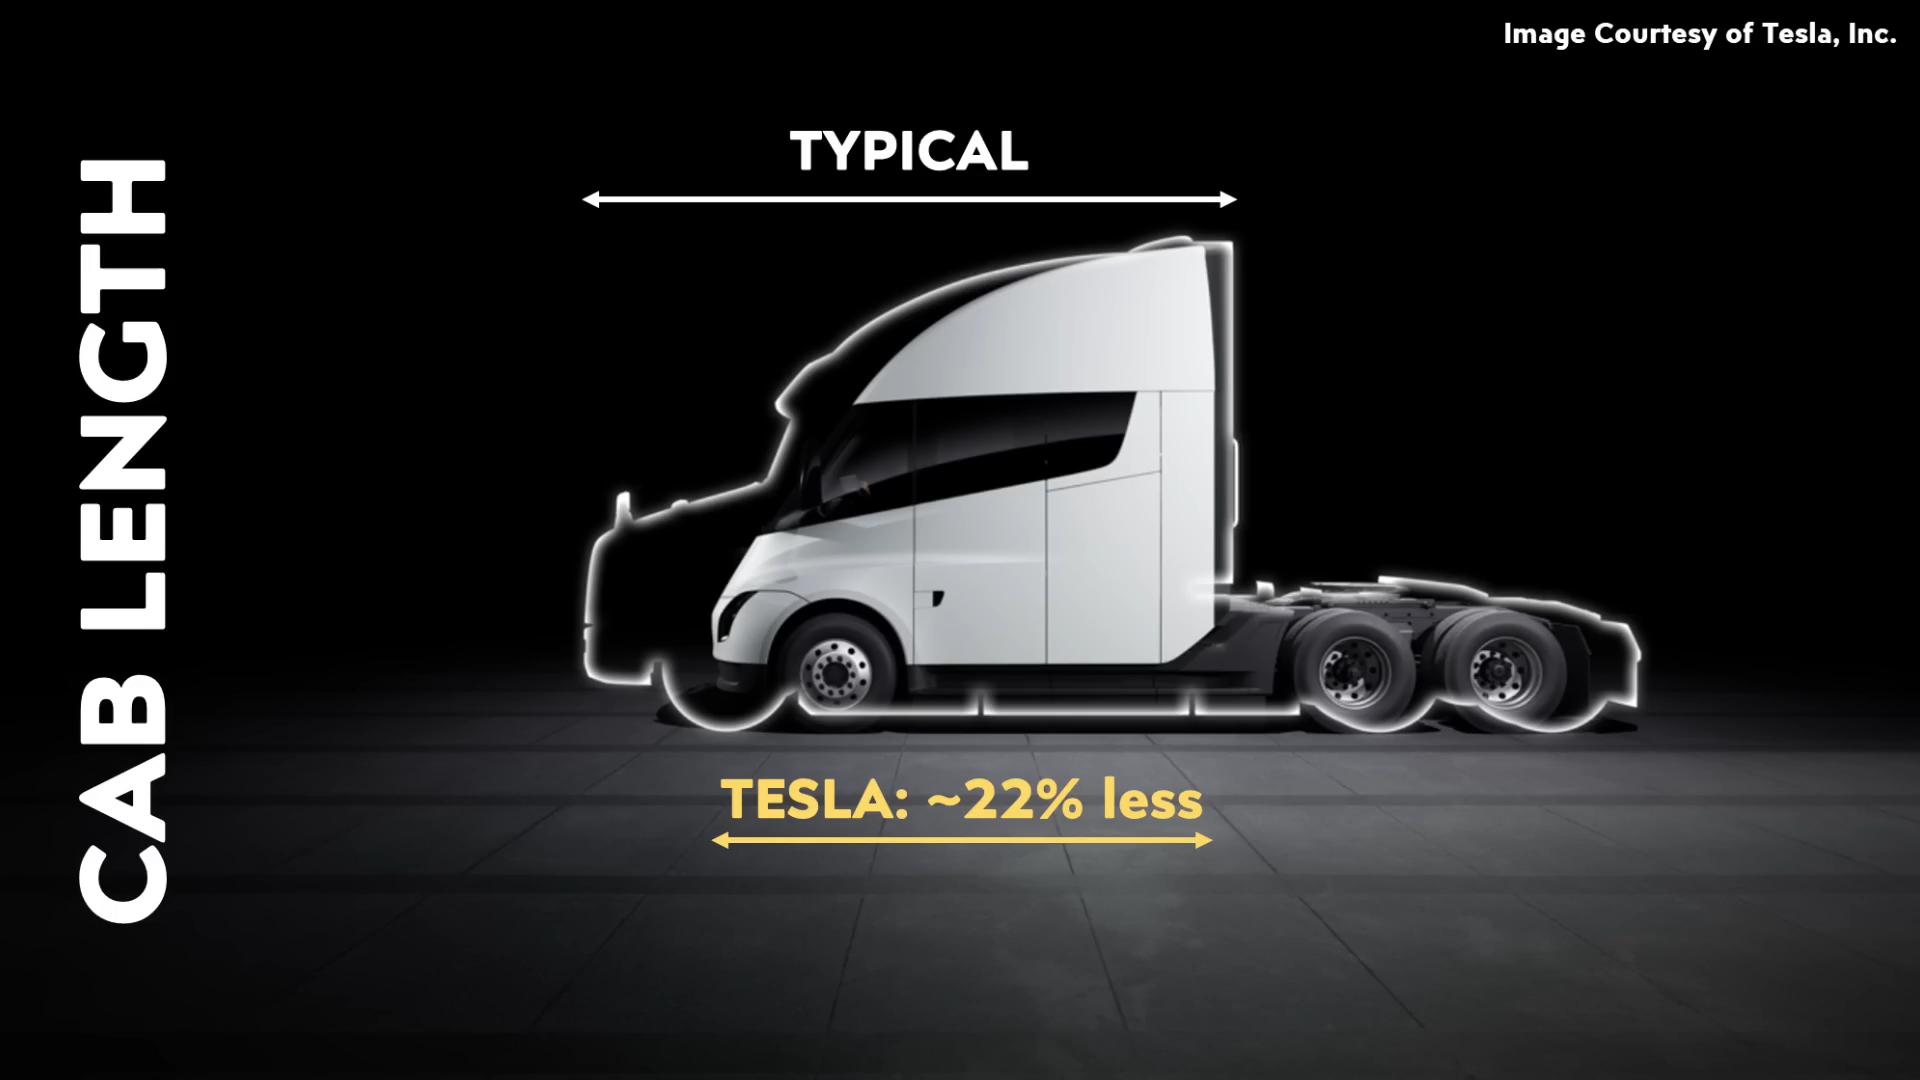 Image Courtesy of Tesla, Inc.
TYPICAL
CAB LENGTH
TESLA: ~22% less